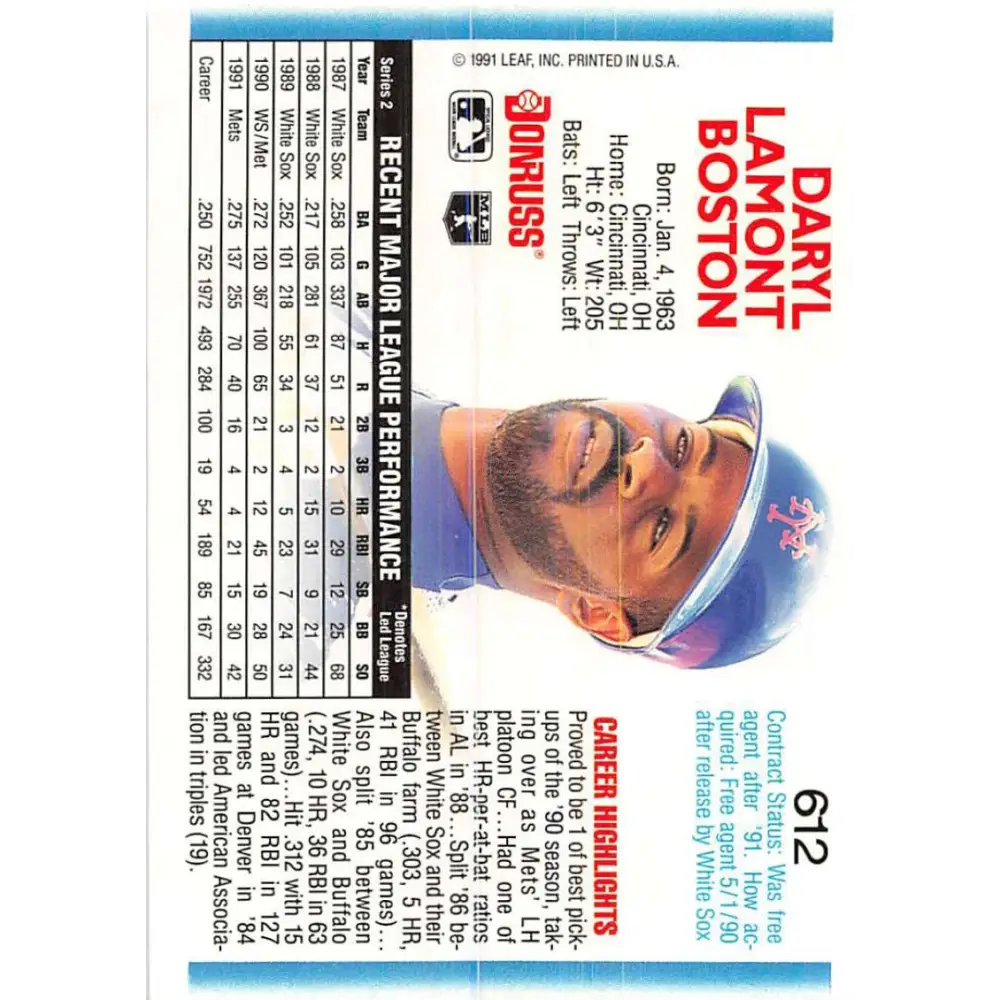 DARYL
LAMONT
BOSTON
Born: Jan. 4, 1963
Cincinnati, OH
Home: Cincinnati, OH
Ht: 6'3" Wt: 205
Bats: Left Throws: Left
DONRUSS®
MLB
© 1991 LEAF, INC. PRINTED IN U.S.A.
612
Contract Status: Was free
agent after '91. How ac-
quired: Free agent 5/1/90
after release by White Sox
CAREER HIGHLIGHTS
Proved to be 1 of best pick-
ups of the '90 season, tak-
ing over as Mets' LH
platoon CF...Had one of
best HR-per-at-bat ratios
in AL in '88...Split '86 be-
tween White Sox and their
Buffalo farm (.303, 5 HR,
41 RBI in 96 games)...
Also split '85 between
White Sox and Buffalo
(.274, 10 HR, 36 RBI in 63
games)...Hit .312 with 15
HR and 82 RBI in 127
games at Denver in '84
and led American Associa-
tion in triples (19).
Series 2 RECENT MAJOR LEAGUE PERFORMANCE *Denotes
Led League
Year Team BA G AB H R 2B 3B HR RBI SB BB SO
1987 White Sox .258 103 337 87 51 21 2 10 29 12 25 68
1988 White Sox .217 105 281 61 37 12 2 15 31 9 21 44
1989 White Sox .252 101 218 55 34 3 4 5 23 7 24 31
1990 WS/Met .272 120 367 100 65 21 2 12 45 19 28 50
1991 Mets .275 137 255 70 40 16 4 4 21 15 30 42
Career .250 752 1972 493 284 100 19 54 189 85 167 332